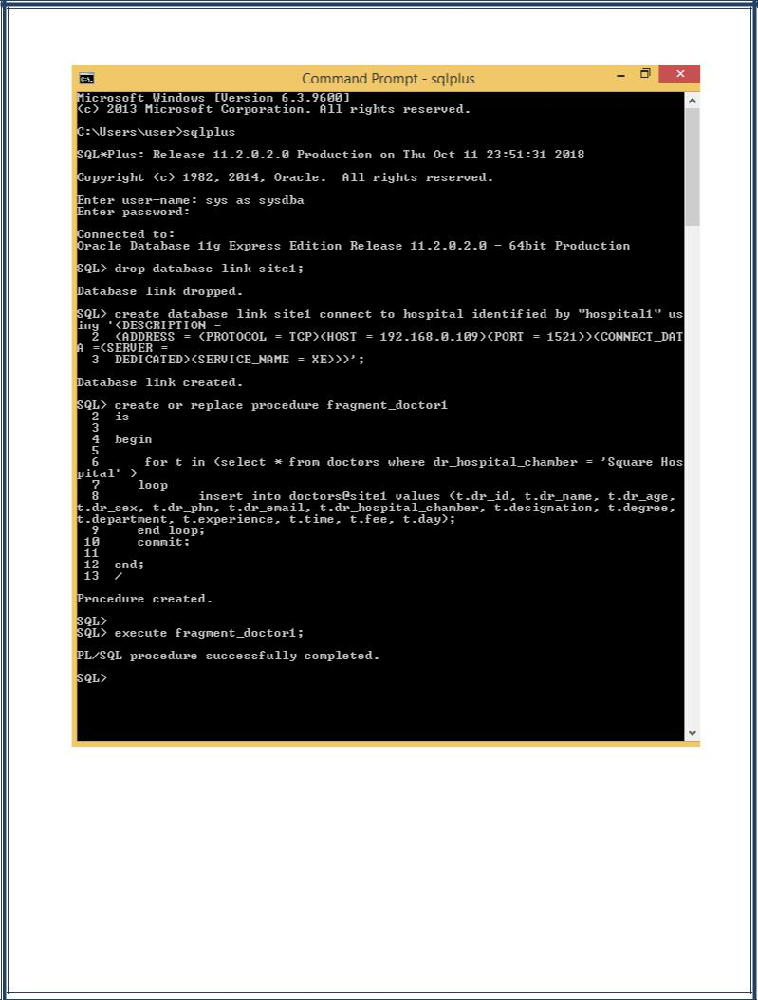 Command Prompt - sqlplus
Microsoft Windows [Version 6.3.9600]
(c) 2013 Microsoft Corporation. All rights reserved.
C:\Users\user>sqlplus
SQL*Plus: Release 11.2.0.2.0 Production on Thu Oct 11 23:51:31 2018
Copyright (c) 1982, 2014, Oracle.  All rights reserved.
Enter user-name: sys as sysdba
Enter password:
Connected to:
Oracle Database 11g Express Edition Release 11.2.0.2.0 - 64bit Production
SQL> drop database link site1;
Database link dropped.
SQL> create database link site1 connect to hospital identified by "hospital1" us
ing '(DESCRIPTION =
  2  (ADDRESS = (PROTOCOL = TCP)(HOST = 192.168.0.109)(PORT = 1521))(CONNECT_DAT
A =(SERVER =
  3  DEDICATED)(SERVICE_NAME = XE)))';
Database link created.
SQL> create or replace procedure fragment_doctor1
  2  is
  3
  4  begin
  5
  6      for t in (select * from doctors where dr_hospital_chamber = 'Square Hos
pital' )
  7     loop
  8             insert into doctors@site1 values (t.dr_id, t.dr_name, t.dr_age,
t.dr_sex, t.dr_phn, t.dr_email, t.dr_hospital_chamber, t.designation, t.degree,
t.department, t.experience, t.time, t.fee, t.day);
  9     end loop;
 10     commit;
 11
 12  end;
 13  /
Procedure created.
SQL>
SQL> execute fragment_doctor1;
PL/SQL procedure successfully completed.
SQL>